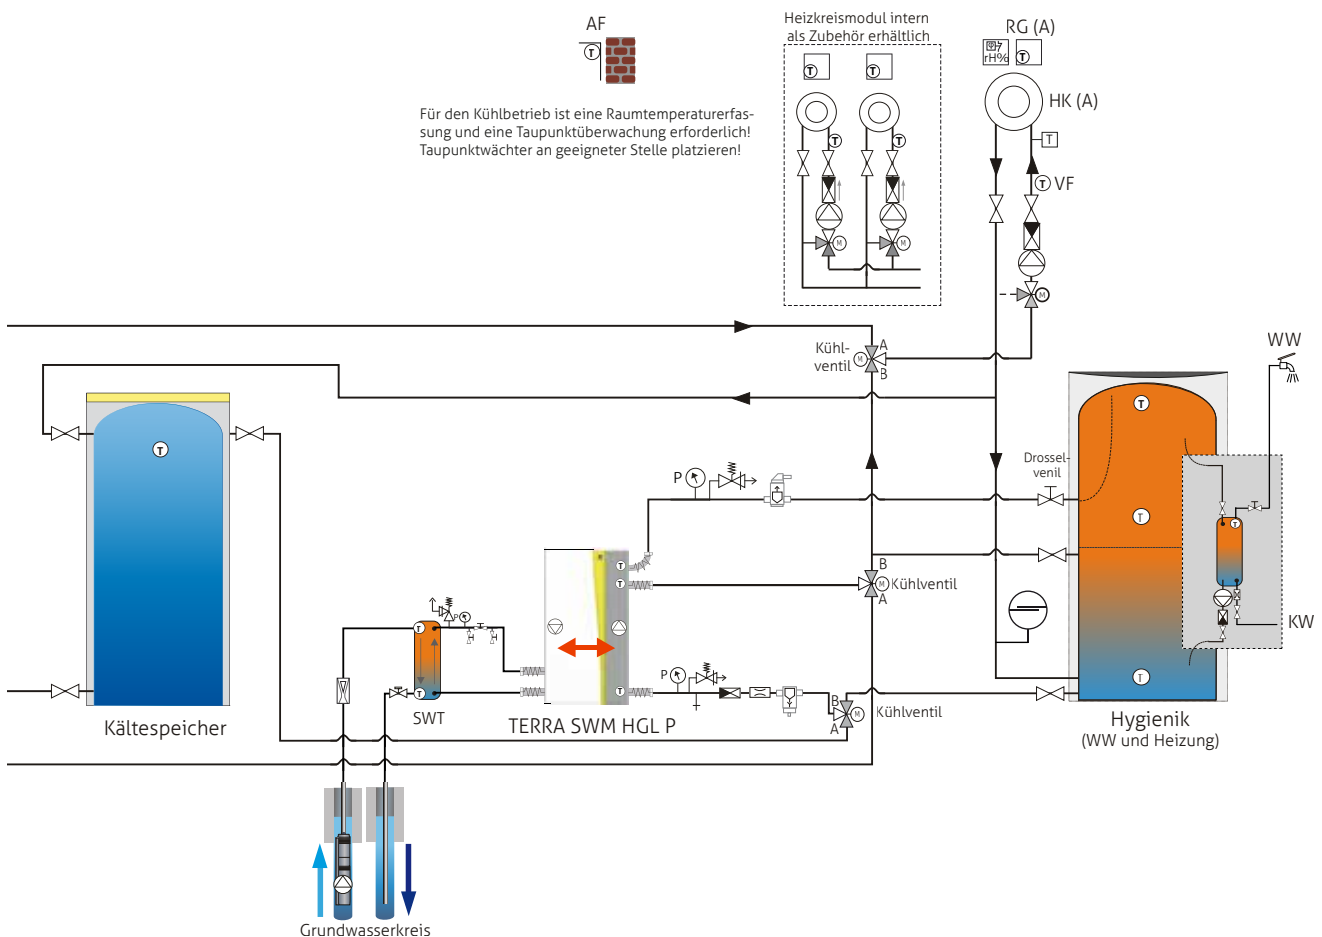 AF
Für den Kühlbetrieb ist eine Raumtemperaturerfas-
sung und eine Taupunktüberwachung erforderlich!
Taupunktwächter an geeigneter Stelle platzieren!
Heizkreismodul intern
als Zubehör erhältlich
RG (A)
rH%
HK (A)
T
VF
T
T
T
T
T
T
T
T
M
M
M
Kühl-
ventil
M
A
B
WW
Drossel-
venil
P
T
T
T
T
T
T
T
B
M
Kühlventil
A
P
T
T
SWT
T
T
T
P
B
M
Kühlventil
A
KW
Kältespeicher
TERRA SWM HGL P
Hygienik
(WW und Heizung)
Grundwasserkreis